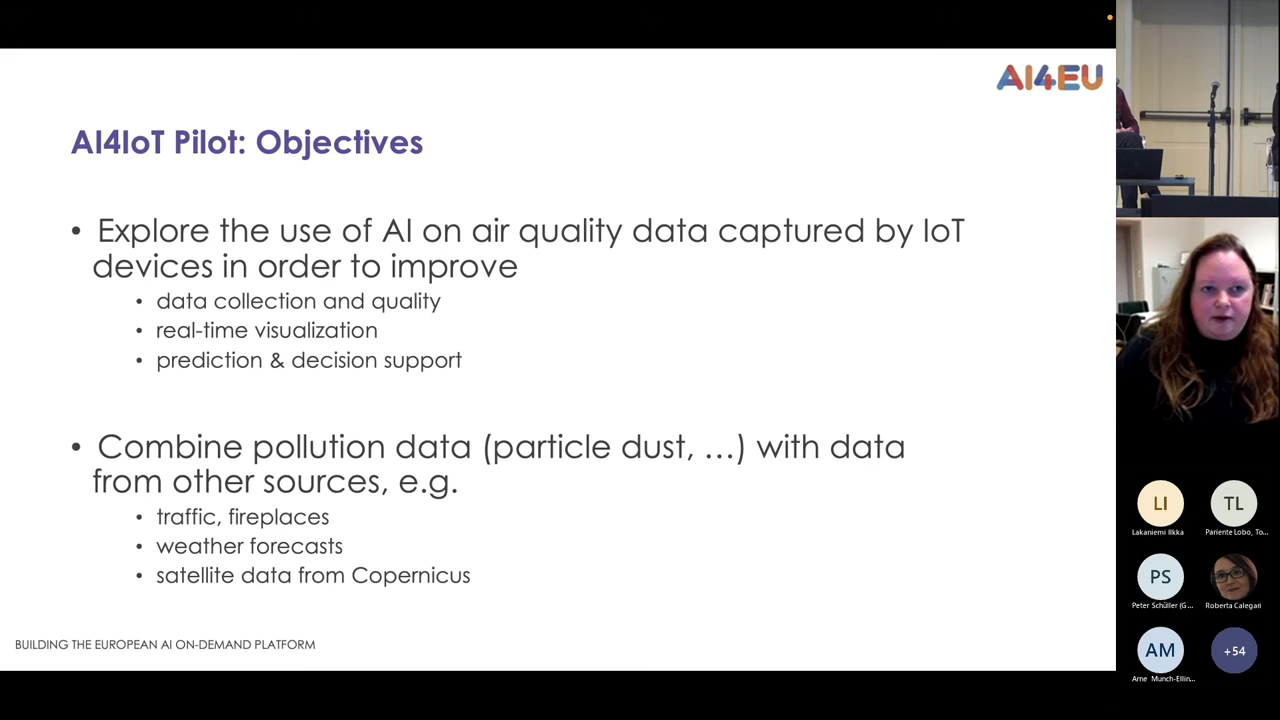 AI4EU
AI4IoT Pilot: Objectives
• Explore the use of AI on air quality data captured by IoT
devices in order to improve
• data collection and quality
• real-time visualization
• prediction & decision support
• Combine pollution data (particle dust, …) with data
from other sources, e.g.
• traffic, fireplaces
• weather forecasts
• satellite data from Copernicus
BUILDING THE EUROPEAN AI ON-DEMAND PLATFORM
LI
TL
Lakaniemi Ilkka
Pariente Lobo, To...
PS
Peter Schüller (G...
Roberta Calegari
AM
+54
Arne Munch-Ellin...